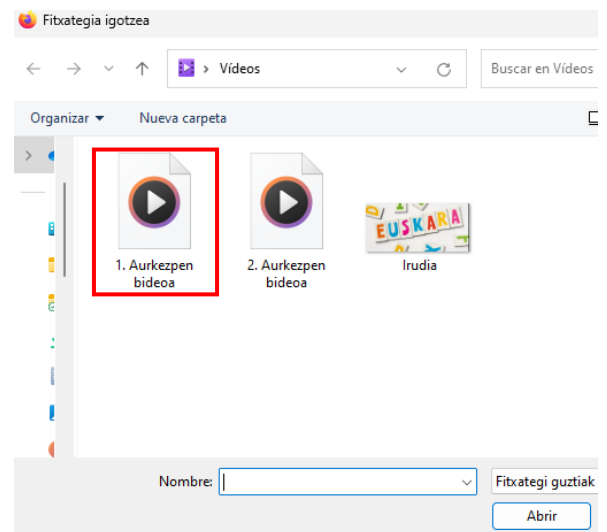 Fitxategia igotzea
Vídeos
Buscar en Vídeos
Organizar
Nueva carpeta
1. Aurkezpen
bideoa
2. Aurkezpen
bideoa
EUSKARA
Irudia
Nombre:
Fitxategi guztiak
Abrir